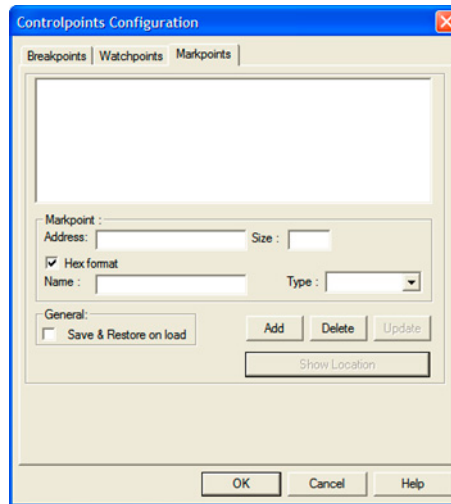 Controlpoints Configuration
Breakpoints Watchpoints Markpoints
Markpoint :
Address: Size :
Hex format
Name : Type :
General:
Save & Restore on load
Add Delete Update
Show Location
OK Cancel Help